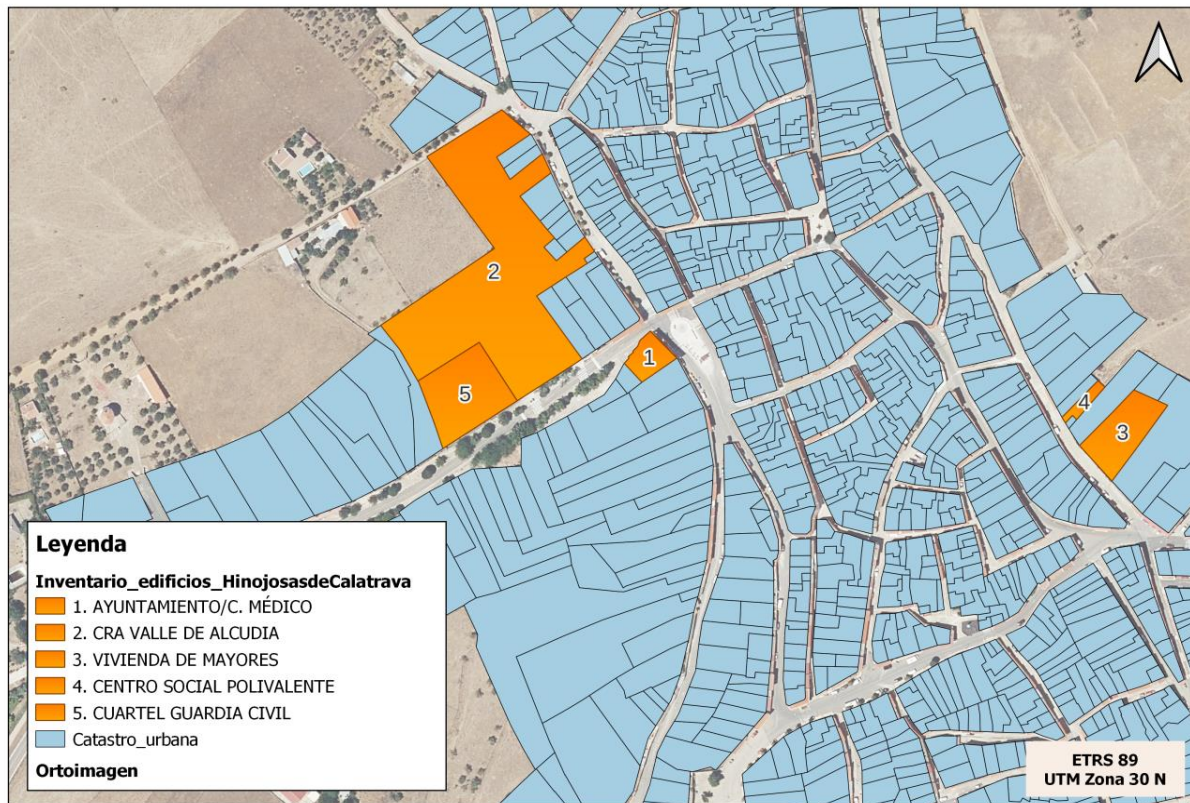 2
1
5
4
3
Leyenda
Inventario_edificios_HinojosasdeCalatrava
1. AYUNTAMIENTO/C. MÉDICO
2. CRA VALLE DE ALCUDIA
3. VIVIENDA DE MAYORES
4. CENTRO SOCIAL POLIVALENTE
5. CUARTEL GUARDIA CIVIL
Catastro_urbana
Ortoimagen
ETRS 89
UTM Zona 30 N